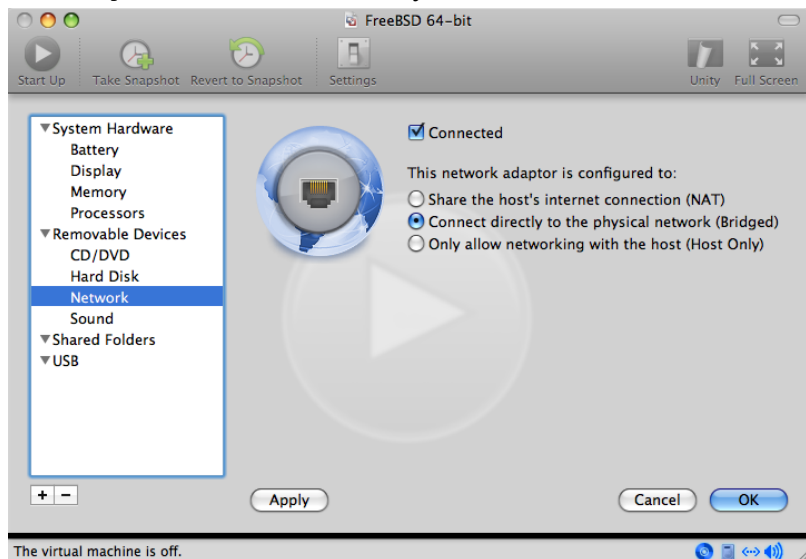 FreeBSD 64-bit
Start Up Take Snapshot Revert to Snapshot Settings Unity Full Screen
System Hardware
Battery
Display
Memory
Processors
Removable Devices
CD/DVD
Hard Disk
Network
Sound
Shared Folders
USB
Connected
This network adaptor is configured to:
Share the host's internet connection (NAT)
Connect directly to the physical network (Bridged)
Only allow networking with the host (Host Only)
+ -
Apply Cancel OK
The virtual machine is off.